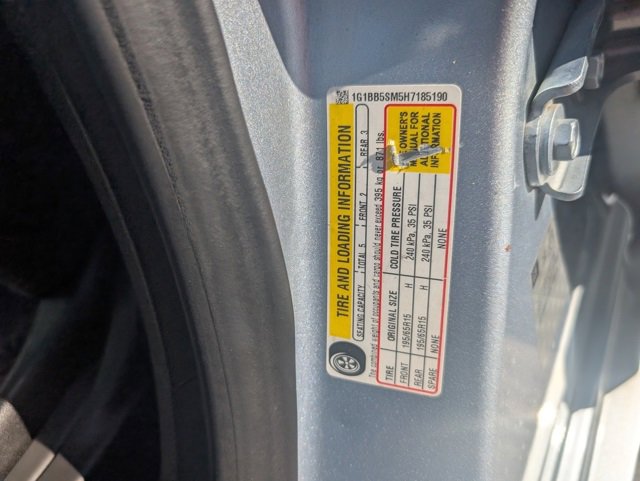 1G1BB5SM5H7185190
TIRE AND LOADING INFORMATION
SEATING CAPACITY TOTAL 5 FRONT 2 REAR 3
The combined weight of occupants and cargo should never exceed 395 kg or 871 lbs.
TIRE ORIGINAL SIZE COLD TIRE PRESSURE
FRONT 195/65R15 H 240 kPa, 35 PSI
REAR 195/65R15 H 240 kPa, 35 PSI
SPARE NONE NONE
OWNER'S
MANUAL FOR
ADDITIONAL
INFORMATION